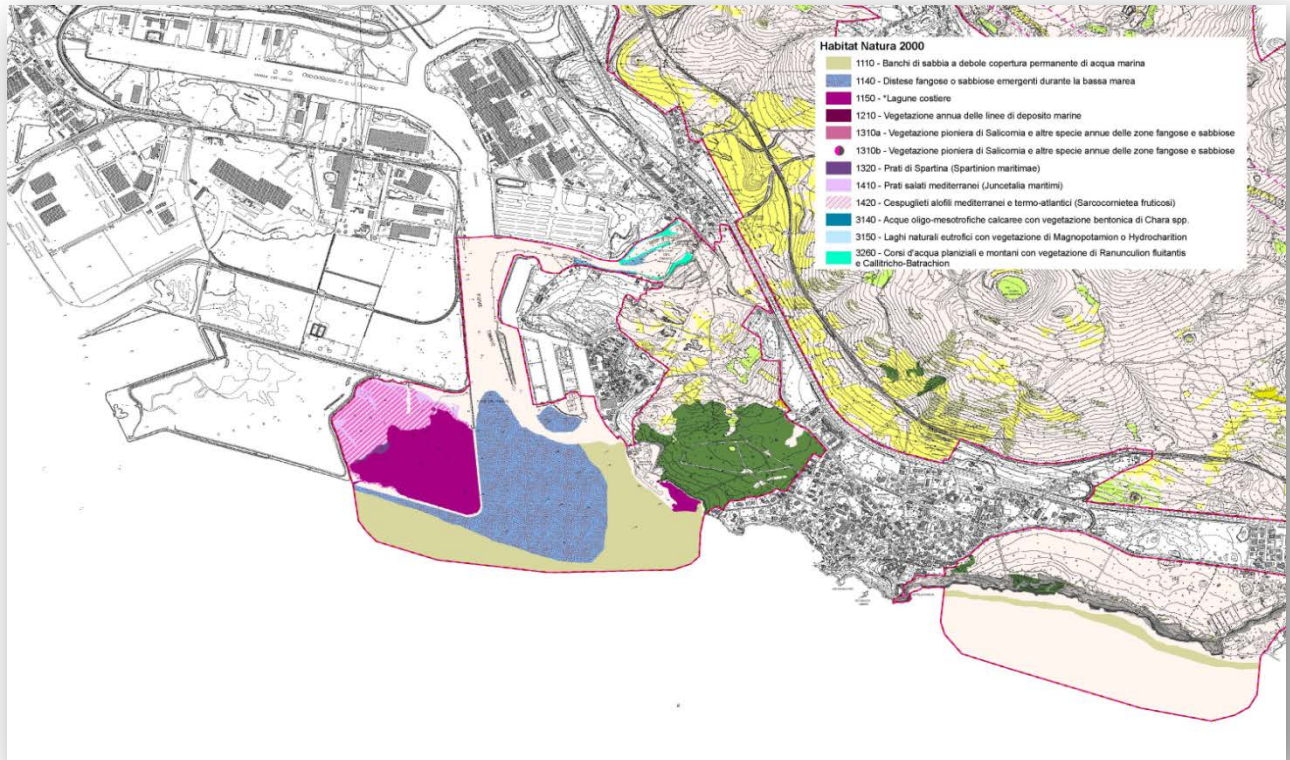 Habitat Natura 2000
1110 - Banchi di sabbia a debole copertura permanente di acqua marina
1140 - Distese fangose o sabbiose emergenti durante la bassa marea
1150 - *Lagune costiere
1210 - Vegetazione annua delle linee di deposito marine
1310a - Vegetazione pioniera di Salicornia e altre specie annue delle zone fangose e sabbiose
1310b - Vegetazione pioniera di Salicornia e altre specie annue delle zone fangose e sabbiose
1320 - Prati di Spartina (Spartinion maritimae)
1410 - Prati salati mediterranei (Juncetalia maritimi)
1420 - Cespuglieti alofili mediterranei e termo-atlantici (Sarcocornietea fruticosi)
3140 - Acque oligo-mesotrofiche calcaree con vegetazione bentonica di Chara spp.
3150 - Laghi naturali eutrofici con vegetazione di Magnopotamion o Hydrocharition
3260 - Corsi d'acqua planiziali e montani con vegetazione di Ranunculion fluitantis
e Callitricho-Batrachion